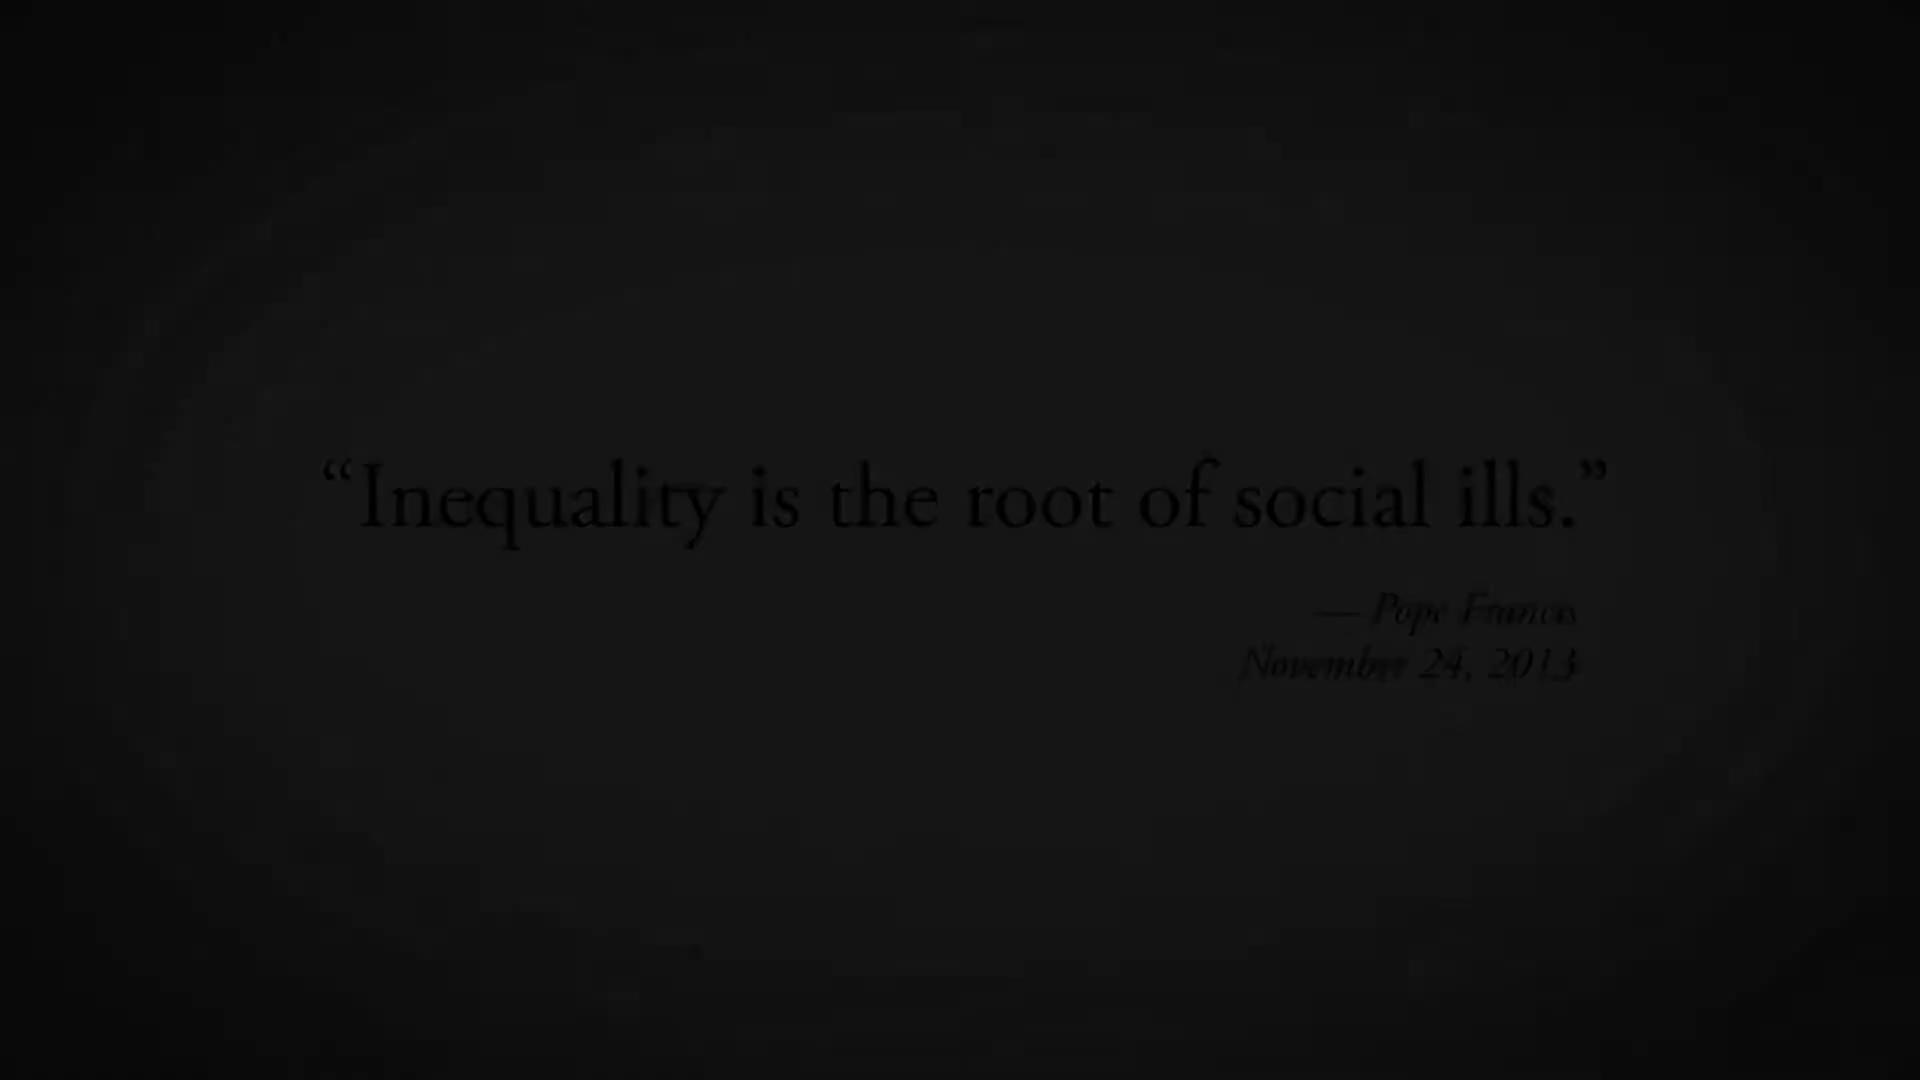 “Inequality is the root of social ills.”
— Pope Francis
November 24, 2013